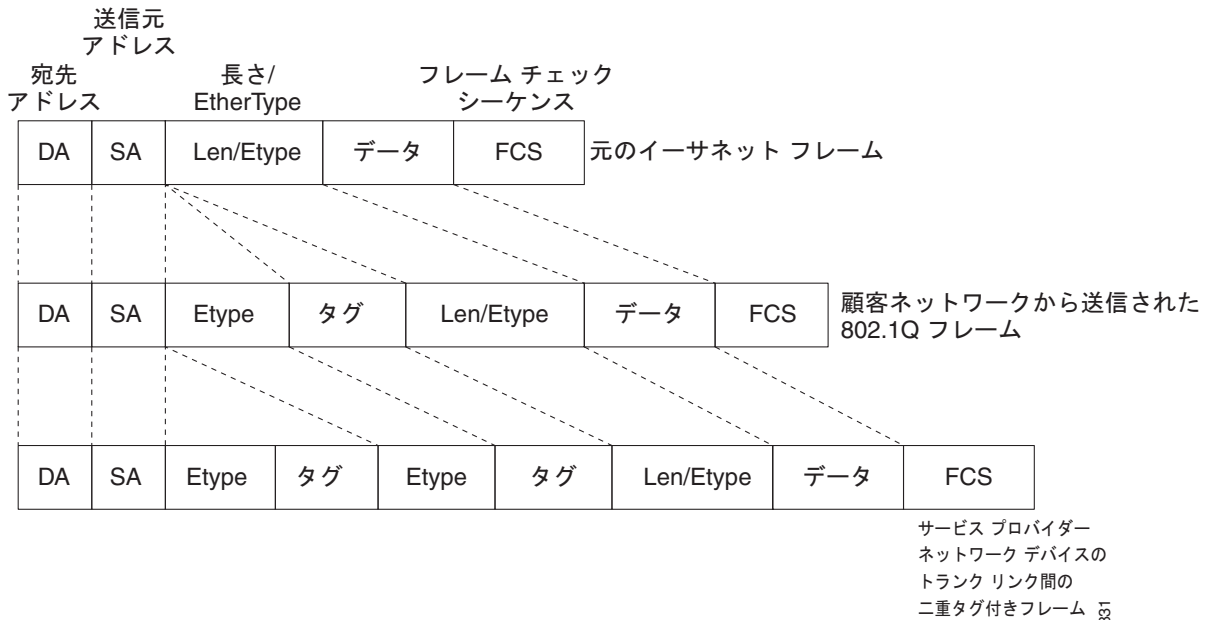 送信元
アドレス
宛先
アドレス
長さ/
EtherType
フレーム チェック
シーケンス
DA SA Len/Etype データ FCS 元のイーサネット フレーム
DA SA Etype タグ Len/Etype データ FCS
顧客ネットワークから送信された
802.1Q フレーム
DA SA Etype タグ Etype タグ Len/Etype データ FCS
サービス プロバイダー
ネットワーク デバイスの
トランク リンク間の
二重タグ付きフレーム